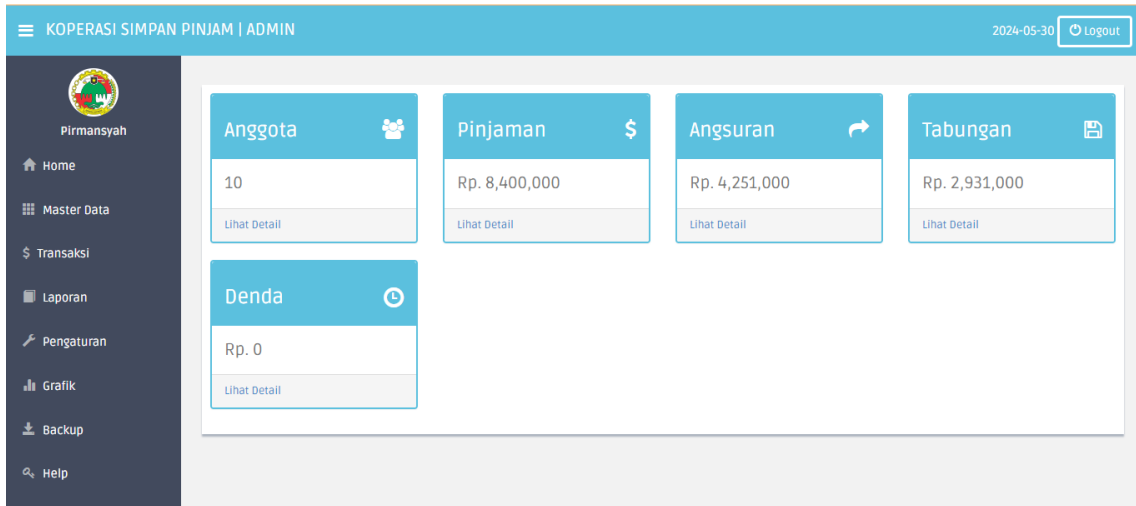 KOPERASI SIMPAN PINJAM | ADMIN
2024-05-30 Logout
Pirmansyah
Home
Master Data
Transaksi
Laporan
Pengaturan
Grafik
Backup
Help
Anggota
10
Lihat Detail
Pinjaman
Rp. 8,400,000
Lihat Detail
Angsuran
Rp. 4,251,000
Lihat Detail
Tabungan
Rp. 2,931,000
Lihat Detail
Denda
Rp. 0
Lihat Detail